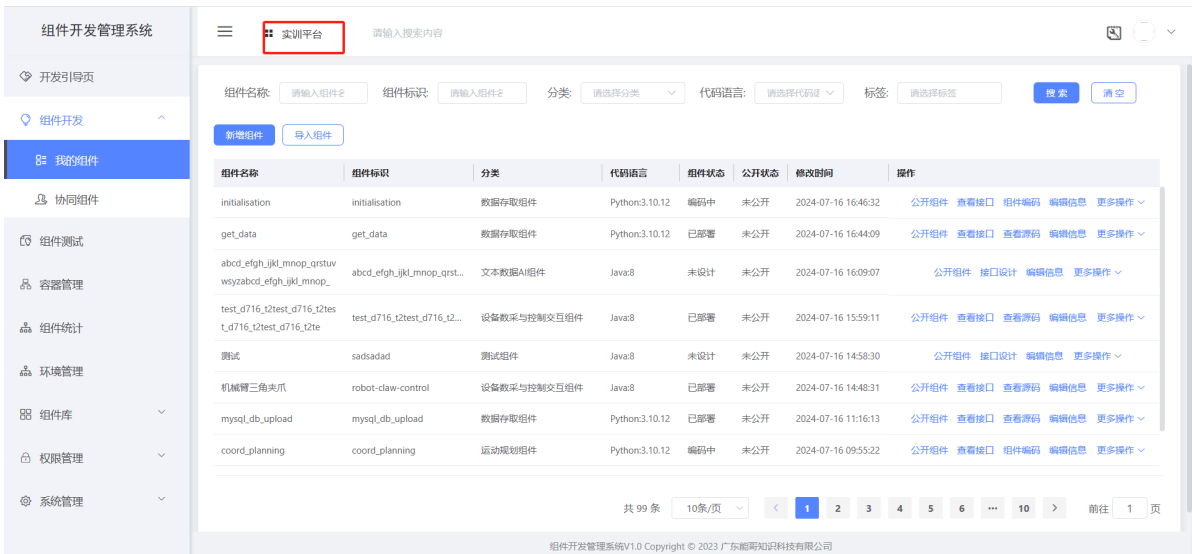 组件开发管理系统
实训平台
请输入搜索内容
开发引导页
组件开发
我的组件
协同组件
组件测试
容器管理
组件统计
环境管理
组件库
权限管理
系统管理
组件名称: 请输入组件名 组件标识: 请输入组件名 分类: 请选择分类 代码语言: 请选择代码语 标签: 请选择标签 搜索 清空
新增组件 导入组件
组件名称 组件标识 分类 代码语言 组件状态 公开状态 修改时间 操作
initialisation initialisation 数据存取组件 Python:3.10.12 编码中 未公开 2024-07-16 16:46:32 公开组件 查看接口 组件编码 编辑信息 更多操作
get_data get_data 数据存取组件 Python:3.10.12 已部署 未公开 2024-07-16 16:44:09 公开组件 查看接口 查看源码 编辑信息 更多操作
abcd_efgh_ijkl_mnop_qrstuv
wsyzabcd_efgh_ijkl_mnop_ abcd_efgh_ijkl_mnop_qrst... 文本数据AI组件 Java:8 未设计 未公开 2024-07-16 16:09:07 公开组件 接口设计 编辑信息 更多操作
test_d716_t2test_d716_t2tes
t_d716_t2test_d716_t2te test_d716_t2test_d716_t2... 设备数采与控制交互组件 Java:8 已部署 未公开 2024-07-16 15:59:11 公开组件 查看接口 查看源码 编辑信息 更多操作
测试 sadsadad 测试组件 Java:8 未设计 未公开 2024-07-16 14:58:30 公开组件 接口设计 编辑信息 更多操作
机械臂三角夹爪 robot-claw-control 设备数采与控制交互组件 Java:8 已部署 未公开 2024-07-16 14:48:31 公开组件 查看接口 查看源码 编辑信息 更多操作
mysql_db_upload mysql_db_upload 数据存取组件 Python:3.10.12 已部署 未公开 2024-07-16 11:16:13 公开组件 查看接口 查看源码 编辑信息 更多操作
coord_planning coord_planning 运动规划组件 Python:3.10.12 编码中 未公开 2024-07-16 09:55:22 公开组件 查看接口 组件编码 编辑信息 更多操作
共 99 条 10条/页 1 2 3 4 5 6 ... 10 前往 1 页
组件开发管理系统V1.0 Copyright © 2023 广东能哥知识科技有限公司